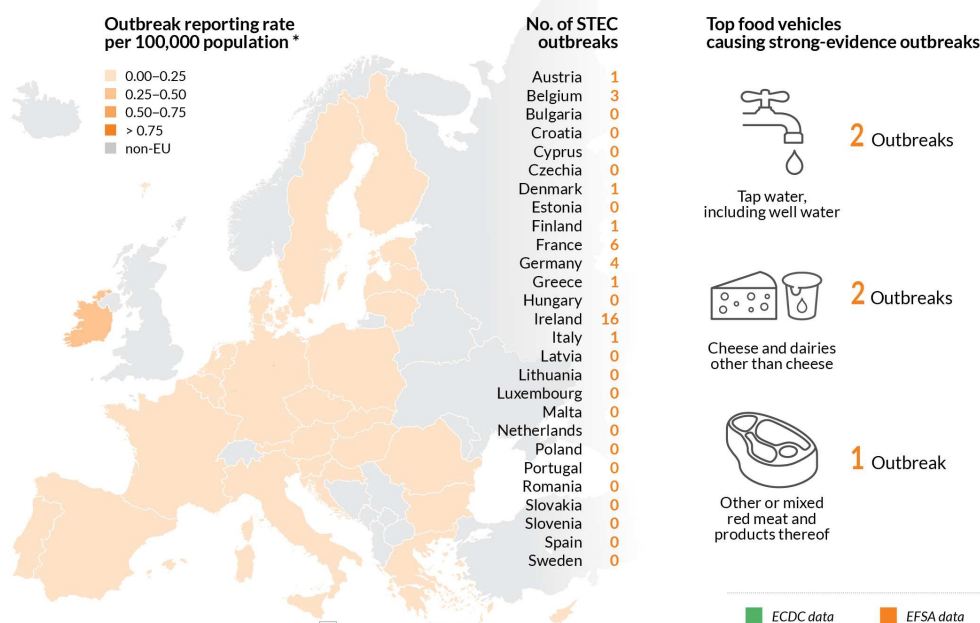 Outbreak reporting rate
per 100,000 population *
0.00–0.25
0.25–0.50
0.50–0.75
> 0.75
non-EU
No. of STEC
outbreaks
Austria 1
Belgium 3
Bulgaria 0
Croatia 0
Cyprus 0
Czechia 0
Denmark 1
Estonia 0
Finland 1
France 6
Germany 4
Greece 1
Hungary 0
Ireland 16
Italy 1
Latvia 0
Lithuania 0
Luxembourg 0
Malta 0
Netherlands 0
Poland 0
Portugal 0
Romania 0
Slovakia 0
Slovenia 0
Spain 0
Sweden 0
Top food vehicles
causing strong-evidence outbreaks
2 Outbreaks
Tap water,
including well water
2 Outbreaks
Cheese and dairies
other than cheese
1 Outbreak
Other or mixed
red meat and
products thereof
ECDC data
EFSA data